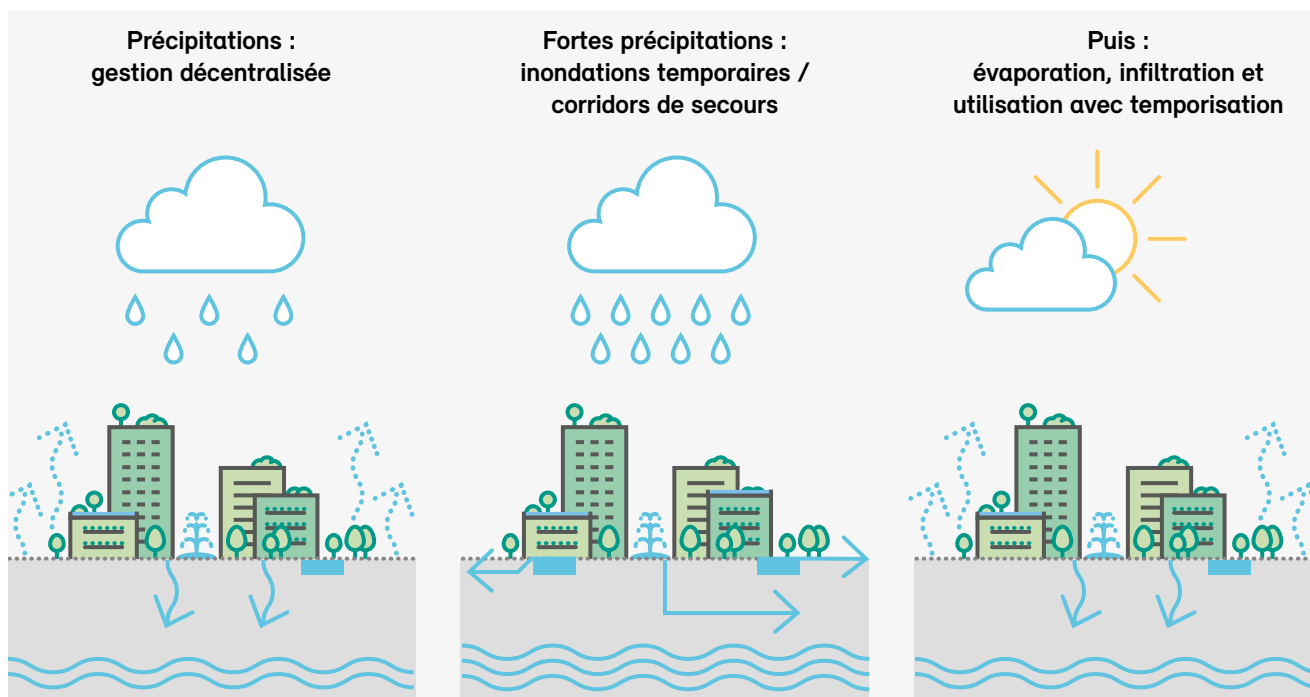 Précipitations :
gestion décentralisée
Fortes précipitations :
inondations temporaires /
corridors de secours
Puis :
évaporation, infiltration et
utilisation avec temporisation